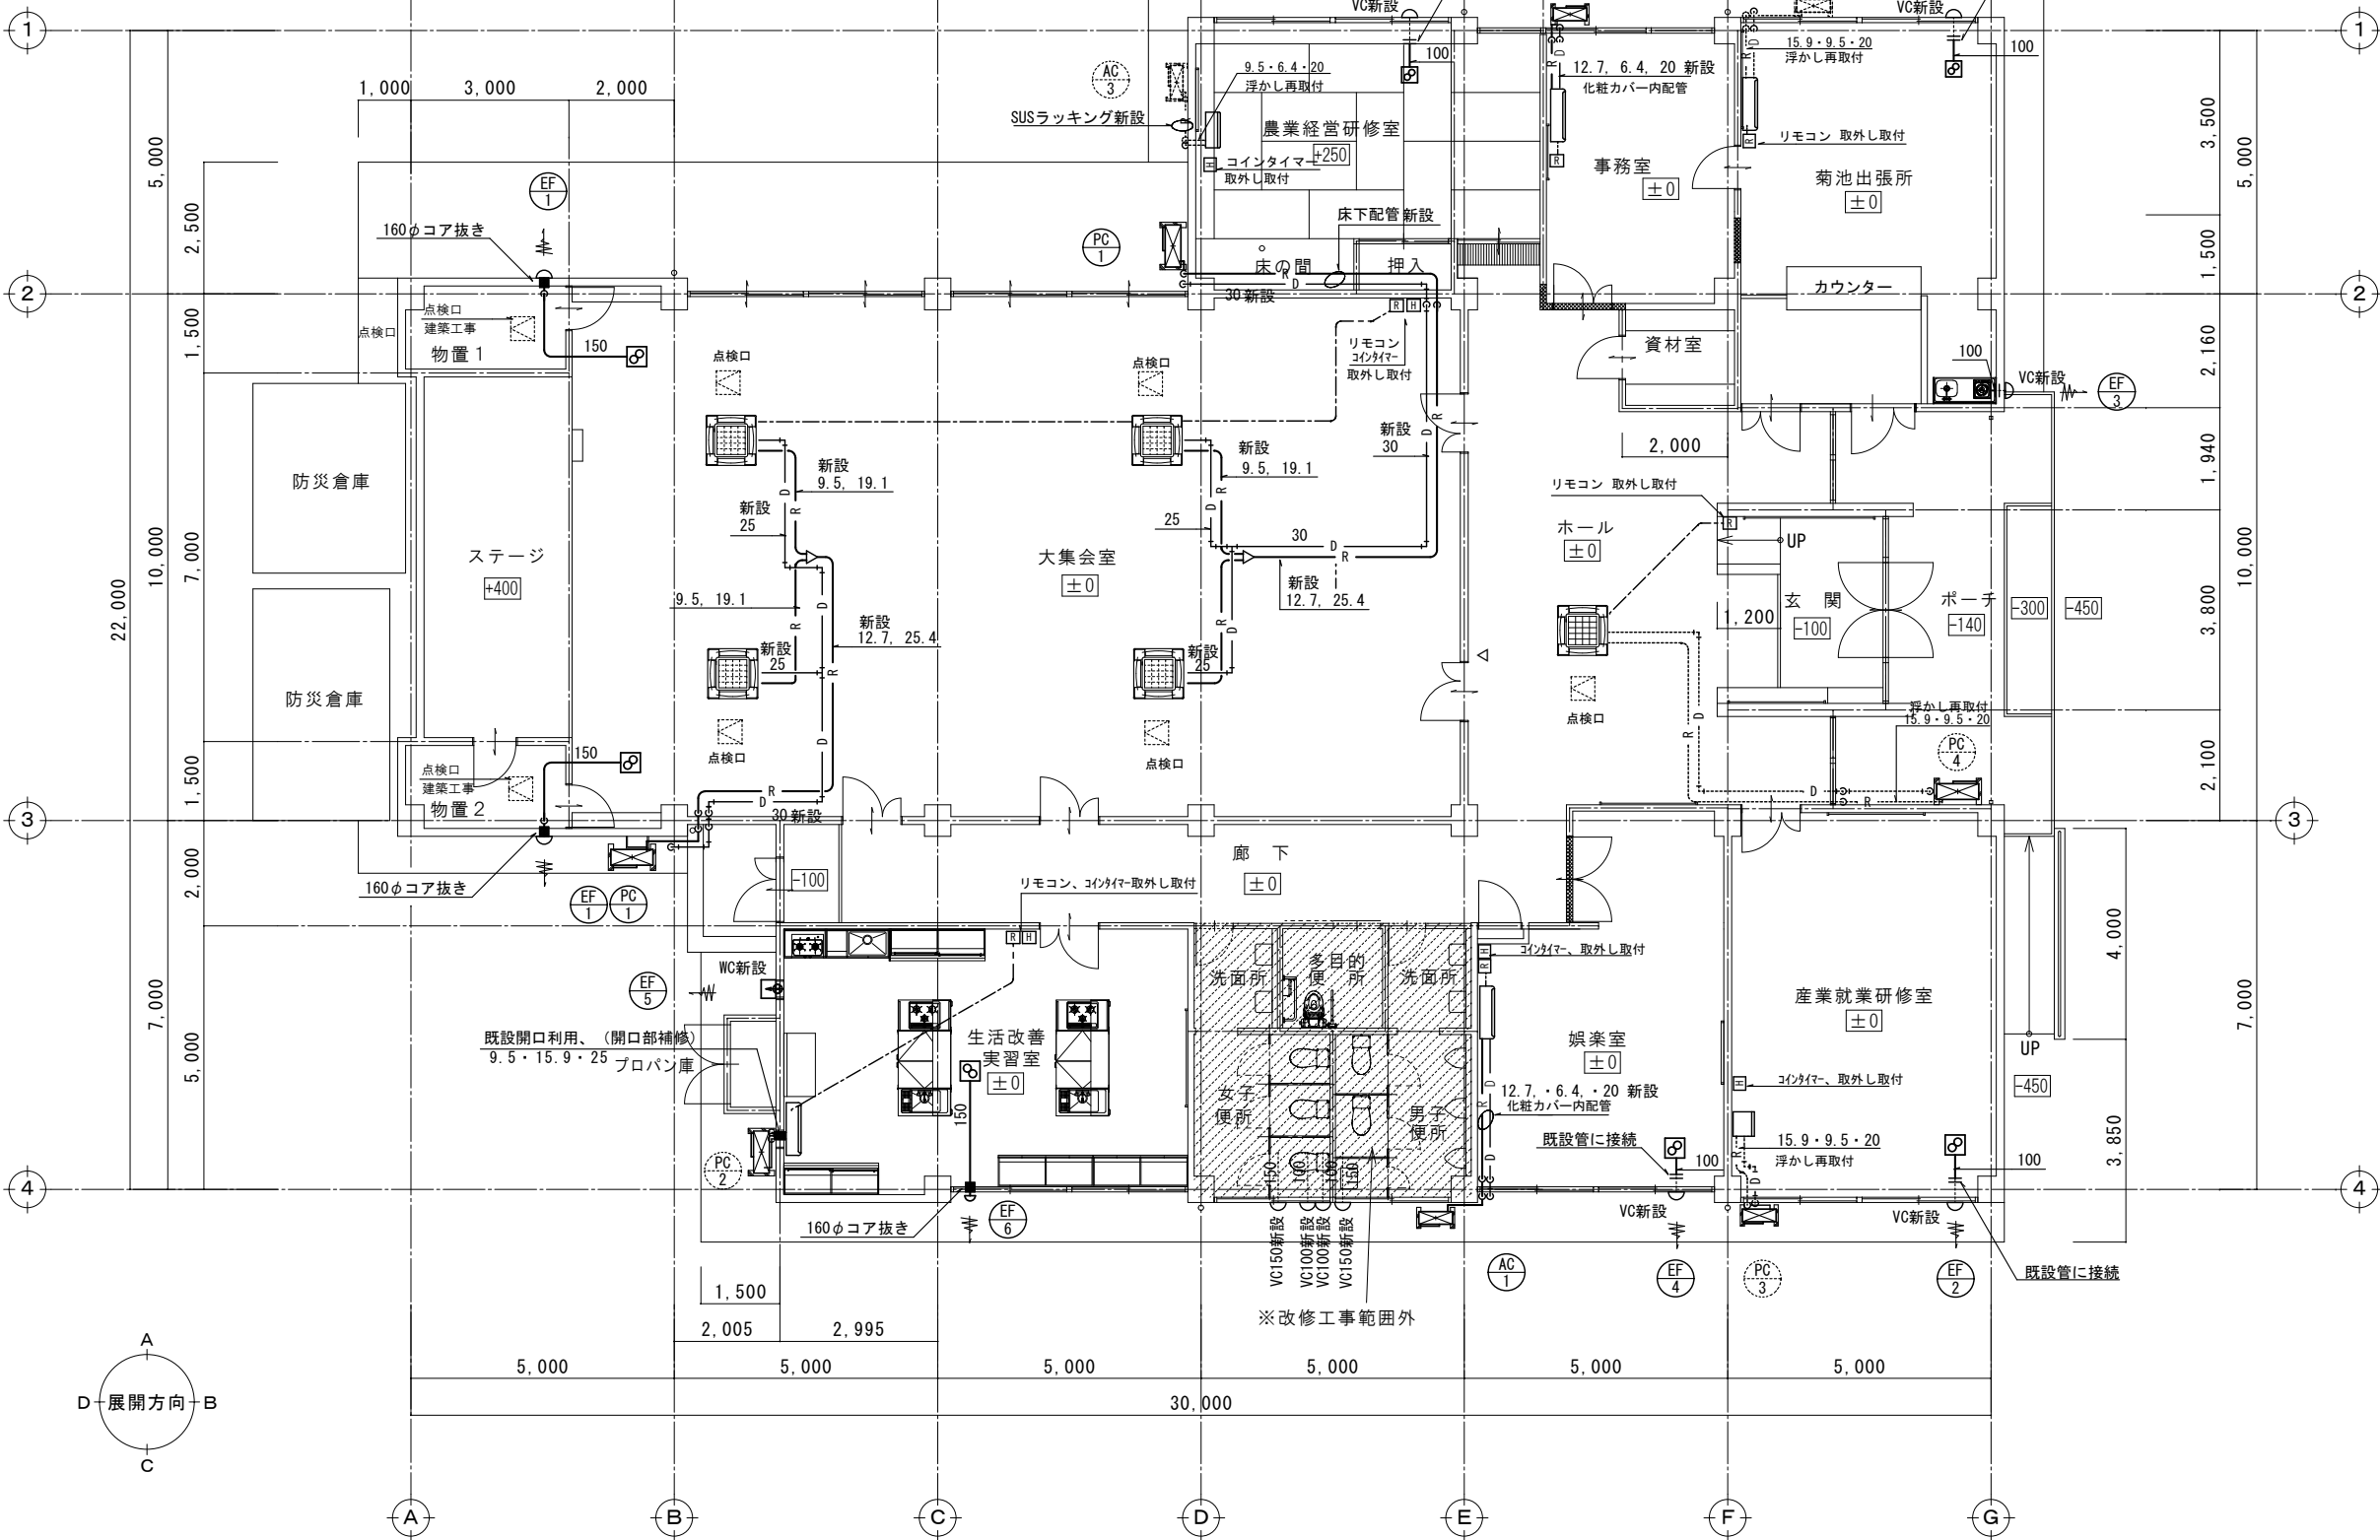 1
VC新設
VC新設
1
100
9.5・6.4・20
浮かし再取付
12.7, 6.4, 20 新設
化粧カバー内配管
15.9・9.5・20
浮かし再取付
100
AC
3
1,000
3,000
2,000
SUSラッキング新設
農業経営研修室
+250
リモコン 取外し取付
3,500
5,000
5,000
コインタイマー
取外し取付
事務室
±0
菊池出張所
±0
EF
1
160φコア抜き
2,500
PC
1
床下配管 新設
1,500
床の間
押入
カウンター
2
30 新設
2
点検口
点検口
建築工事
物置1
150
1,500
点検口
点検口
リモコン
コインタイマー
取外し取付
資材室
100
VC新設
EF
3
2,160
2,000
新設
30
新設
9.5, 19.1
新設
9.5, 19.1
1,940
防災倉庫
リモコン 取外し取付
新設
25
25
30
ホール
±0
UP
ステージ
+400
大集会室
±0
22,000
10,000
7,000
10,000
新設
12.7, 25.4
9.5, 19.1
新設
12.7, 25.4
玄 関
-100
1,200
ポーチ
-140
-300
-450
3,800
新設
25
新設
25
防災倉庫
浮かし再取付
15.9・9.5・20
点検口
PC
4
点検口
点検口
150
点検口
建築工事
物置2
1,500
2,100
3
30 新設
3
廊 下
±0
-100
2,000
160φコア抜き
EF
1
PC
1
リモコン、コインタイマー取外し取付
4,000
コインタイマー、取外し取付
WC新設
EF
5
洗面所
多目的
便所
洗面所
産業就業研修室
±0
7,000
5,000
7,000
既設開口利用、（開口部補修）
9.5・15.9・25
プロパン庫
生活改善
実習室
±0
娯楽室
±0
UP
-450
女子
便所
男子
便所
12.7,・6.4,・20 新設
化粧カバー内配管
コインタイマー、取外し取付
150
既設管に接続
15.9・9.5・20
浮かし再取付
3,850
PC
2
150
100
100
150
100
100
4
4
160φコア抜き
EF
6
VC150新設
VC100新設
VC100新設
VC150新設
VC新設
VC新設
AC
1
EF
4
PC
3
EF
2
既設管に接続
1,500
※改修工事範囲外
2,005
2,995
A
D
展開方向
B
C
5,000
5,000
5,000
5,000
5,000
5,000
30,000
A
B
C
D
E
F
G